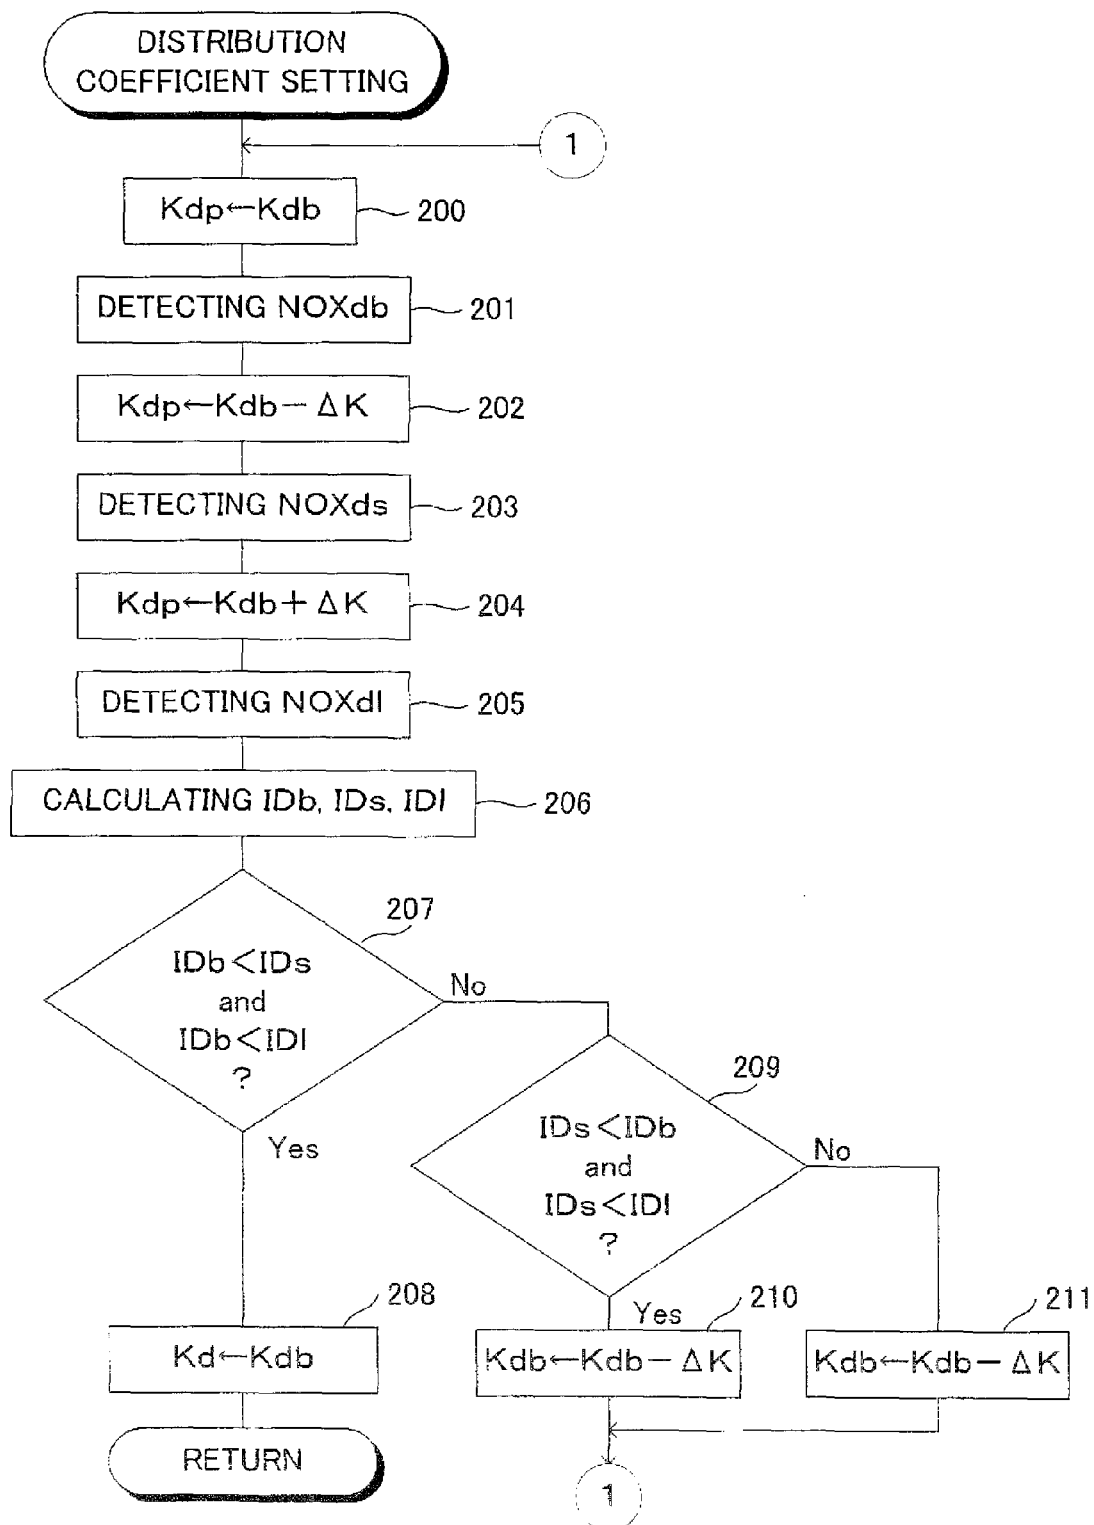 DISTRIBUTION
COEFFICIENT SETTING
1
Kdp←Kdb
200
DETECTING NOXdb
201
Kdp←Kdb－ΔK
202
DETECTING NOXds
203
Kdp←Kdb＋ΔK
204
DETECTING NOXdl
205
CALCULATING IDb, IDs, IDl
206
207
IDb＜IDs
and
IDb＜IDl
?
No
Yes
209
IDs＜IDb
and
IDs＜IDl
?
No
Yes
208
Kd←Kdb
210
Kdb←Kdb－ΔK
211
Kdb←Kdb－ΔK
RETURN
1